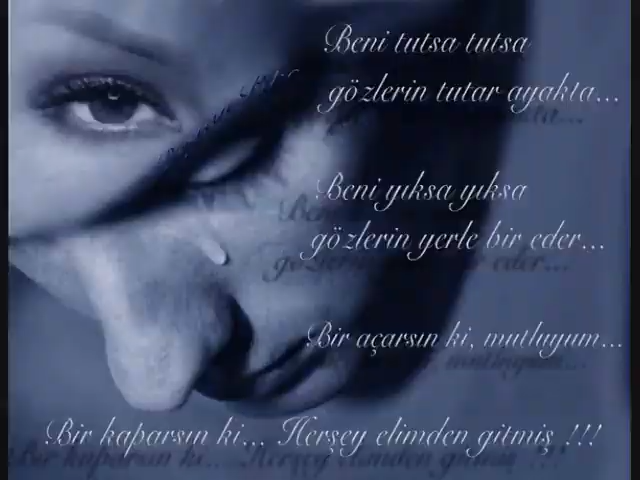 Beni tutsa tutsa
gözlerin tutar ayakta...
Beni yıksa yıksa
gözlerin yerle bir eder...
Bir açarsın ki, mutluyum...
Bir kaparsın ki... Herşey elimden gitmiş !!!